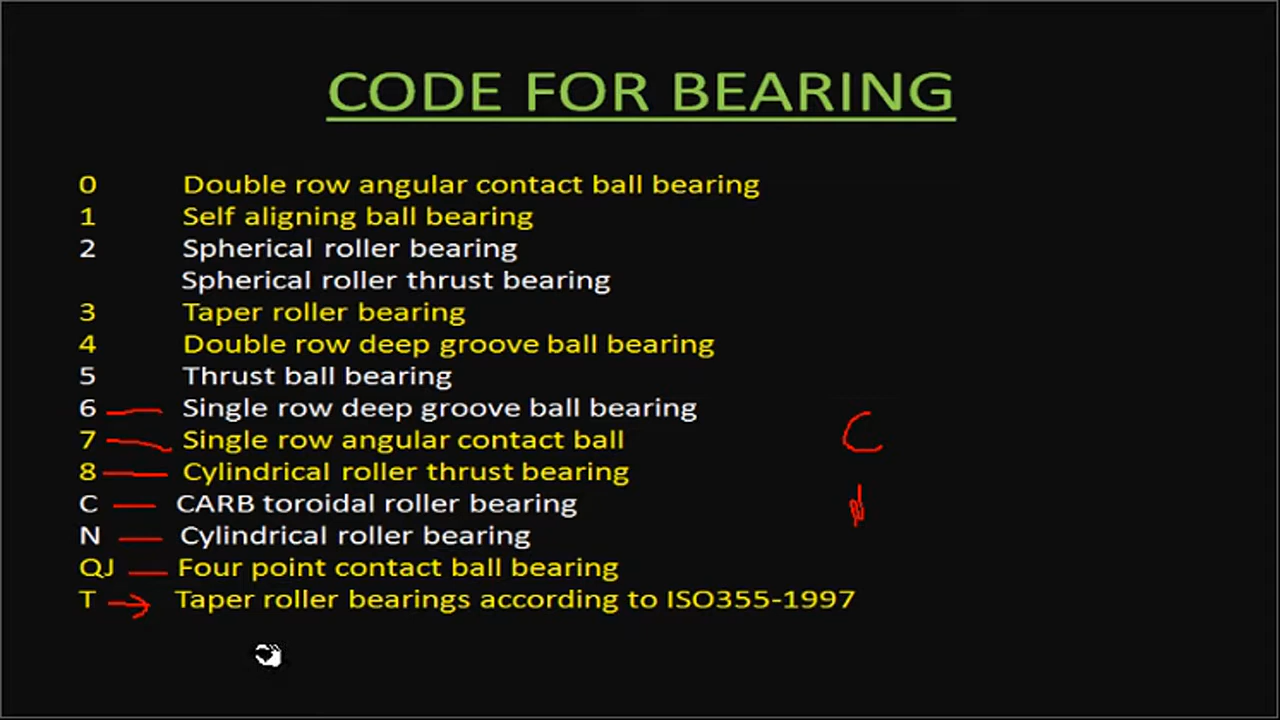 CODE FOR BEARING
0 Double row angular contact ball bearing
1 Self aligning ball bearing
2 Spherical roller bearing
Spherical roller thrust bearing
3 Taper roller bearing
4 Double row deep groove ball bearing
5 Thrust ball bearing
6 Single row deep groove ball bearing
7 Single row angular contact ball
8 Cylindrical roller thrust bearing
C CARB toroidal roller bearing
N Cylindrical roller bearing
QJ Four point contact ball bearing
T Taper roller bearings according to ISO355-1997
C